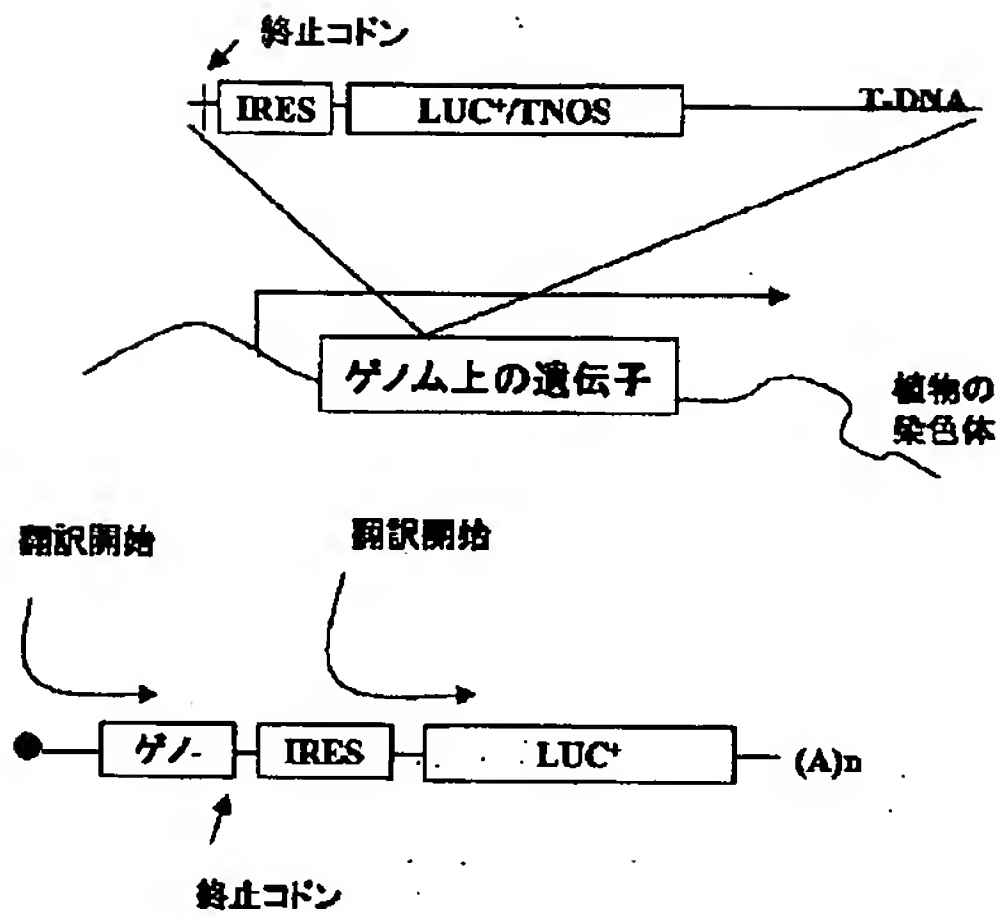 終止コドン
IRES
LUC⁺/TNOS
T-DNA
ゲノム上の遺伝子
植物の
染色体
翻訳開始
翻訳開始
ゲノ-
IRES
LUC⁺
(A)n
終止コドン